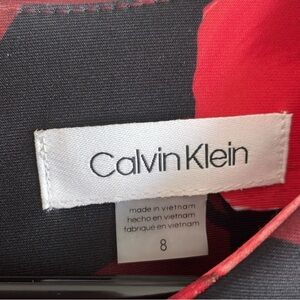 Calvin Klein
made in vietnam
hecho en vietnam
fabriqué en vietnam
8